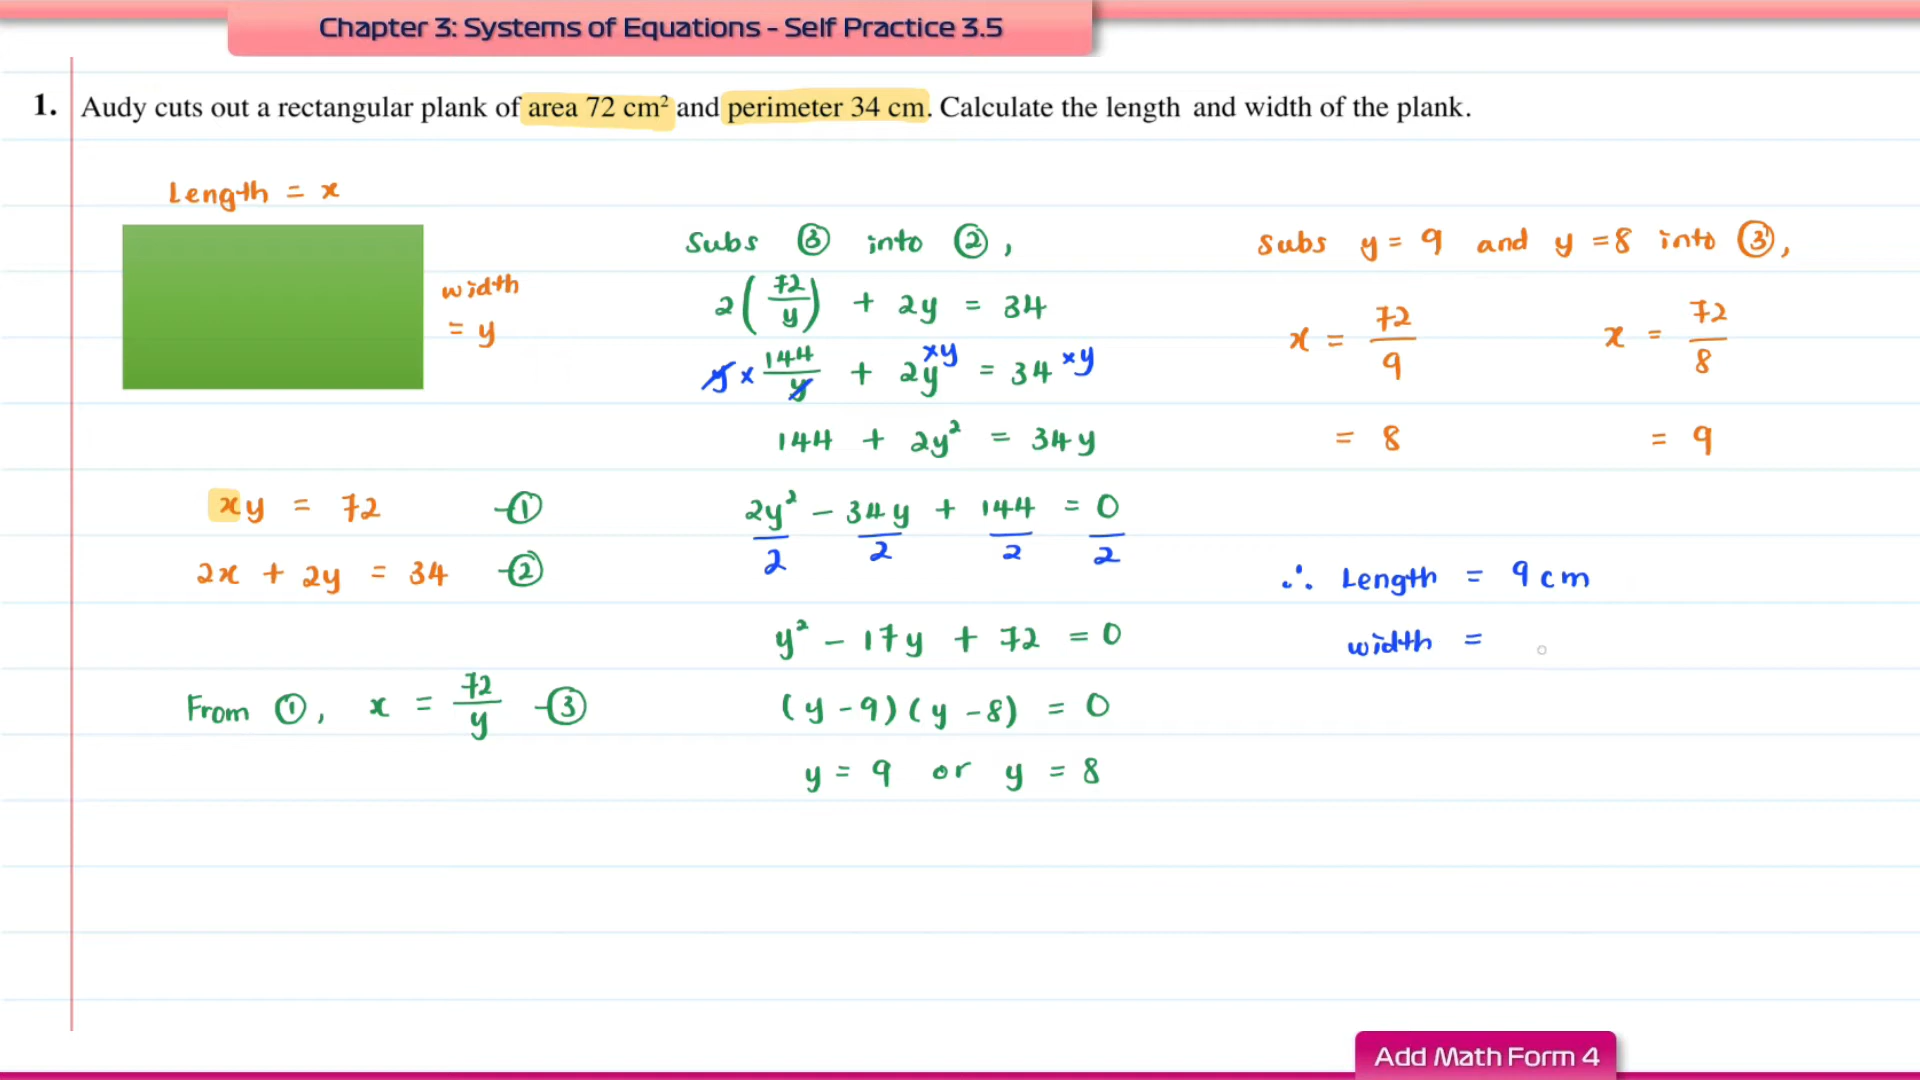 Chapter 3: Systems of Equations - Self Practice 3.5
1. Audy cuts out a rectangular plank of area 72 cm² and perimeter 34 cm. Calculate the length and width of the plank.
Length = x
width
= y
xy = 72 -①
2x + 2y = 34 -②
From ①, x = 72/y -③
Subs ③ into ②,
2(72/y) + 2y = 34
y × 144/y + 2y ×y = 34 ×y
144 + 2y² = 34y
2y²/2 - 34y/2 + 144/2 = 0/2
y² - 17y + 72 = 0
(y - 9)(y - 8) = 0
y = 9 or y = 8
Subs y = 9 and y = 8 into ③,
x = 72/9 x = 72/8
= 8 = 9
∴ Length = 9 cm
width =
Add Math Form 4